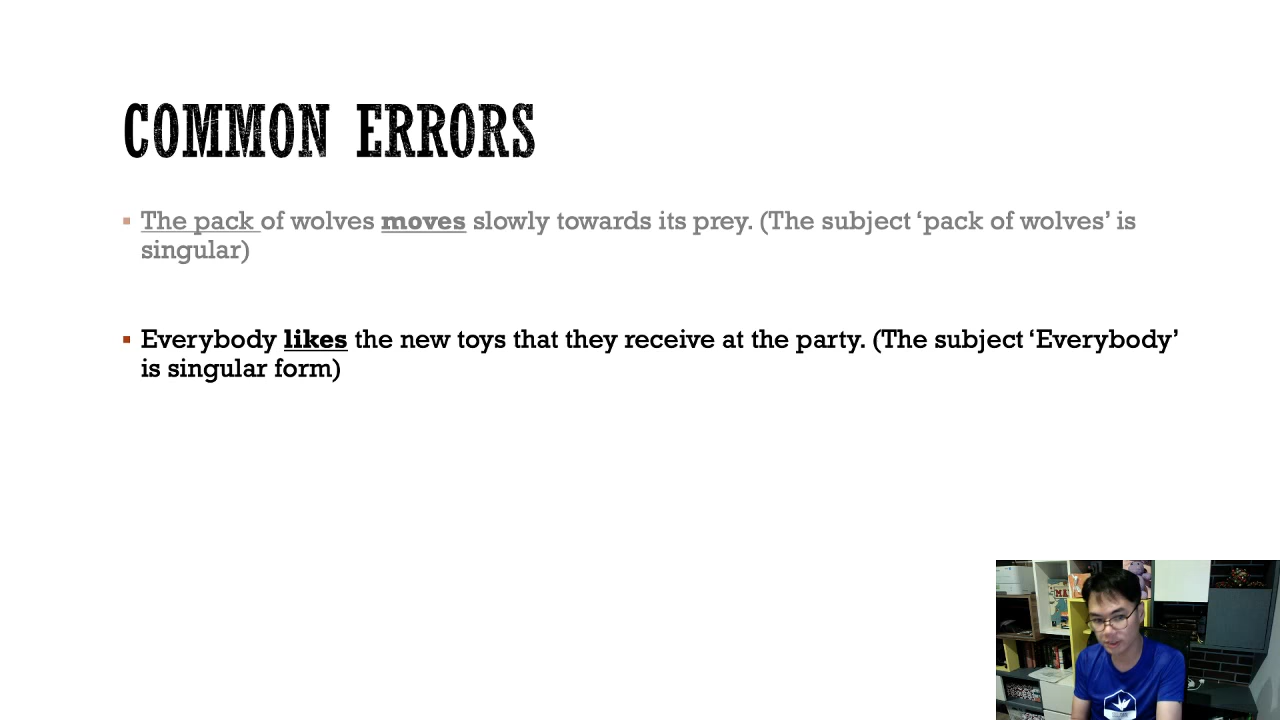 COMMON ERRORS
▪ The pack of wolves moves slowly towards its prey. (The subject ‘pack of wolves’ is
singular)
▪ Everybody likes the new toys that they receive at the party. (The subject ‘Everybody’
is singular form)